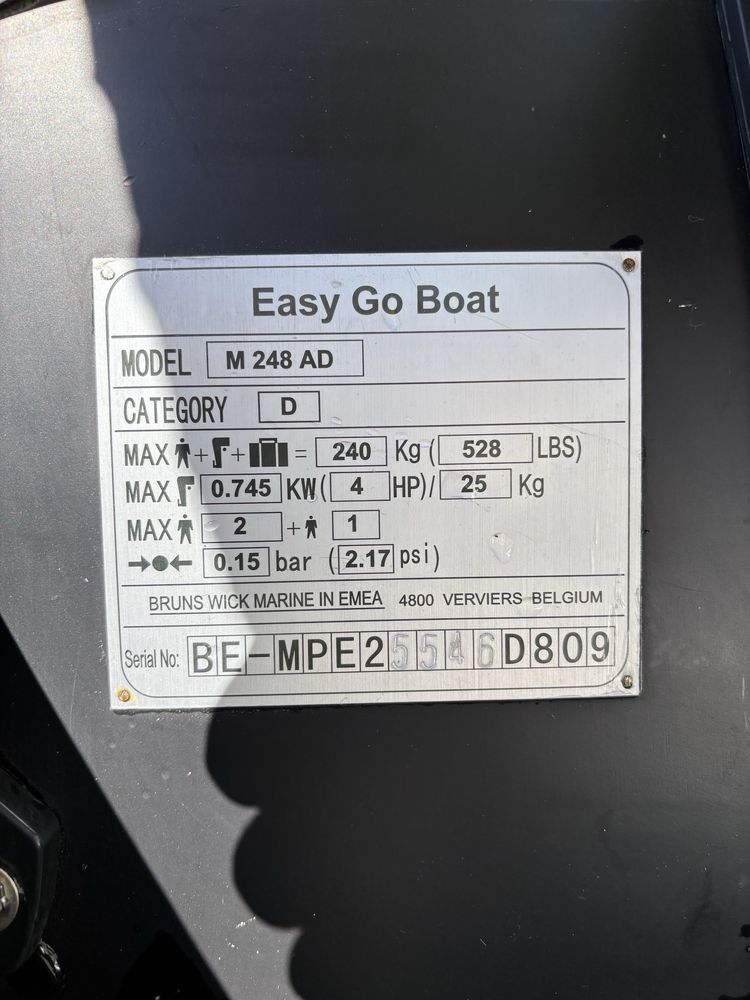 Easy Go Boat
MODEL M 248 AD
CATEGORY D
MAX + + = 240 Kg ( 528 LBS)
MAX 0.745 KW( 4 HP)/ 25 Kg
MAX 2 + 1
0.15 bar (2.17 psi)
BRUNS WICK MARINE IN EMEA 4800 VERVIERS BELGIUM
Serial No: BE-MPE25546D809